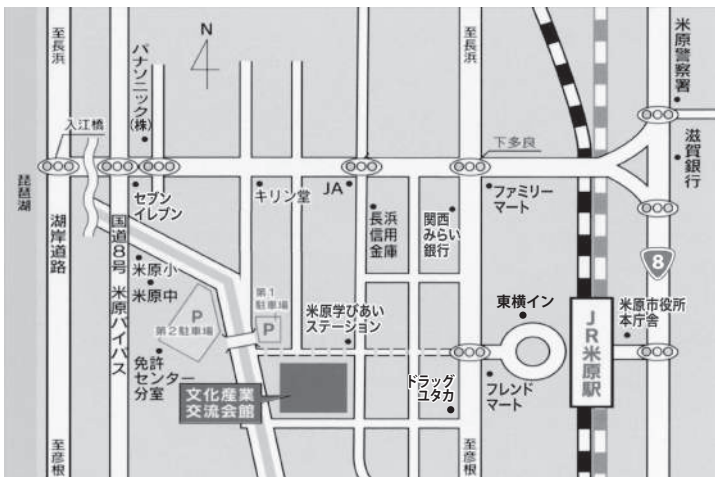 至長浜
パナソニック
(株)
N
至長浜
米原警察署
入江橋
下多良
滋賀銀行
琵琶湖
セブン
イレブン
キリン堂
JA
ファミリー
マート
長浜
信用
金庫
関西
みらい
銀行
湖岸道路
国道8号 米原バイパス
8
米原小
米原中
第1
駐車場
P
P
第2駐車場
米原学びあい
ステーション
東横イン
JR米原駅
米原市役所
本庁舎
免許
センター
分室
文化産業
交流会館
ドラッグ
ユタカ
フレンド
マート
至彦根
至彦根